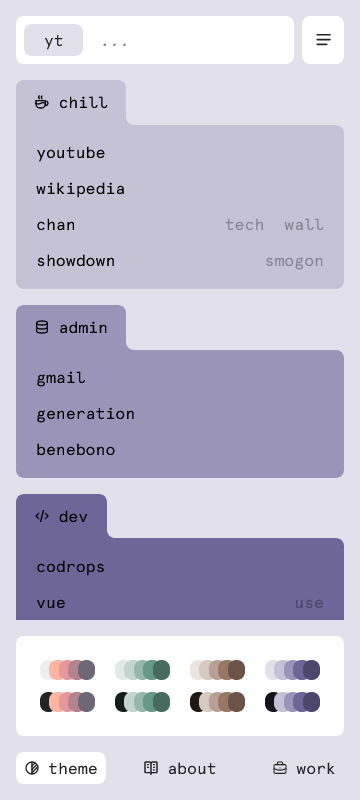 yt ...
chill
youtube
wikipedia
chan tech wall
showdown smogon
admin
gmail
generation
benebono
</> dev
codrops
vue use
theme about work